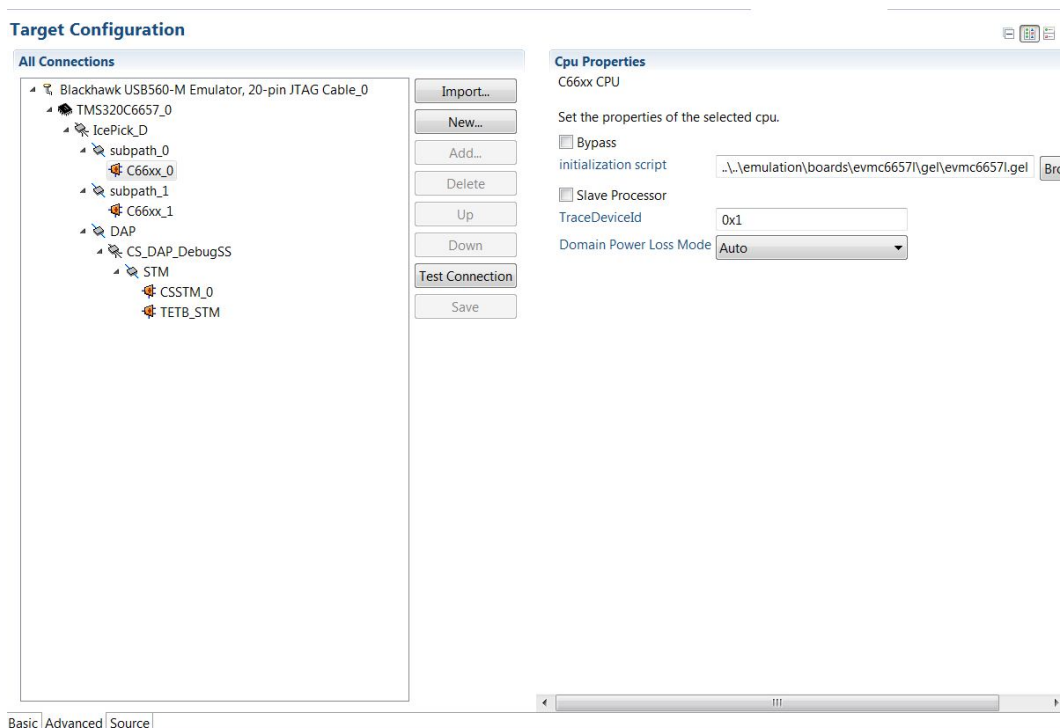 Target Configuration
All Connections
Blackhawk USB560-M Emulator, 20-pin JTAG Cable_0
TMS320C6657_0
IcePick_D
subpath_0
C66xx_0
subpath_1
C66xx_1
DAP
CS_DAP_DebugSS
STM
CSSTM_0
TETB_STM
Import...
New...
Add...
Delete
Up
Down
Test Connection
Save
Cpu Properties
C66xx CPU
Set the properties of the selected cpu.
Bypass
initialization script ..\..\emulation\boards\evmc6657l\gel\evmc6657l.gel Bro
Slave Processor
TraceDeviceId 0x1
Domain Power Loss Mode Auto
Basic Advanced Source